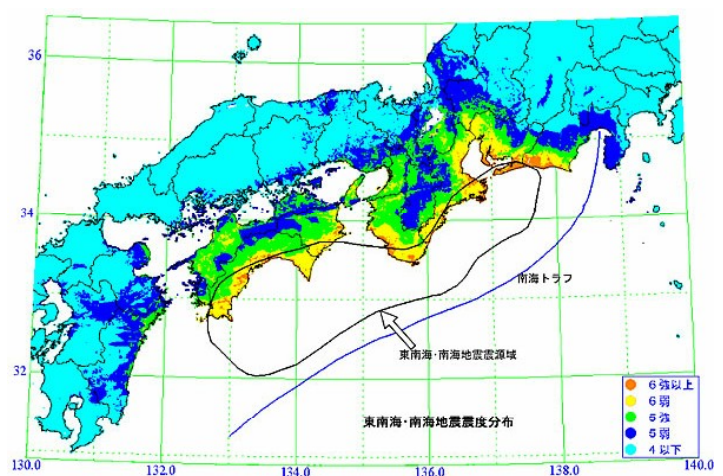 36
34
32
130.0
132.0
134.0
136.0
138.0
140.0
南海トラフ
東南海・南海地震震源域
東南海・南海地震震度分布
6強以上
6弱
5強
5弱
4以下